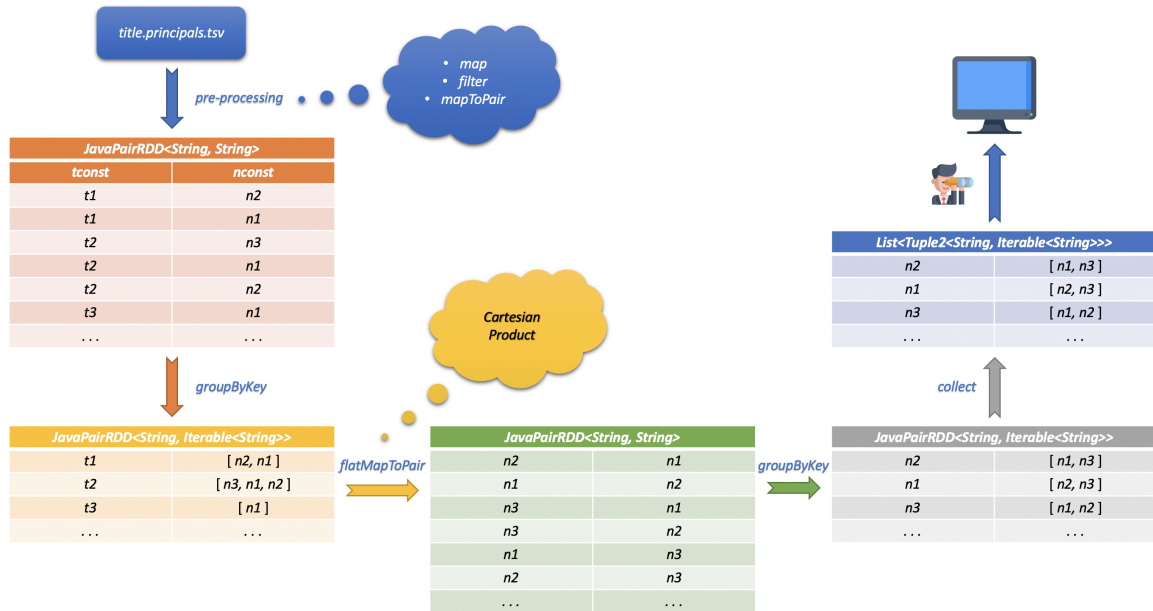 title.principals.tsv
• map
• filter
• mapToPair
pre-processing
JavaPairRDD<String, String>
tconst nconst
t1 n2
t1 n1
t2 n3
t2 n1
t2 n2
t3 n1
. . . . . .
groupByKey
JavaPairRDD<String, Iterable<String>>
t1 [ n2, n1 ]
t2 [ n3, n1, n2 ]
t3 [ n1 ]
. . . . . .
flatMapToPair
Cartesian
Product
JavaPairRDD<String, String>
n2 n1
n1 n2
n3 n1
n3 n2
n1 n3
n2 n3
. . . . . .
groupByKey
JavaPairRDD<String, Iterable<String>>
n2 [ n1, n3 ]
n1 [ n2, n3 ]
n3 [ n1, n2 ]
. . . . . .
collect
List<Tuple2<String, Iterable<String>>>
n2 [ n1, n3 ]
n1 [ n2, n3 ]
n3 [ n1, n2 ]
. . . . . .